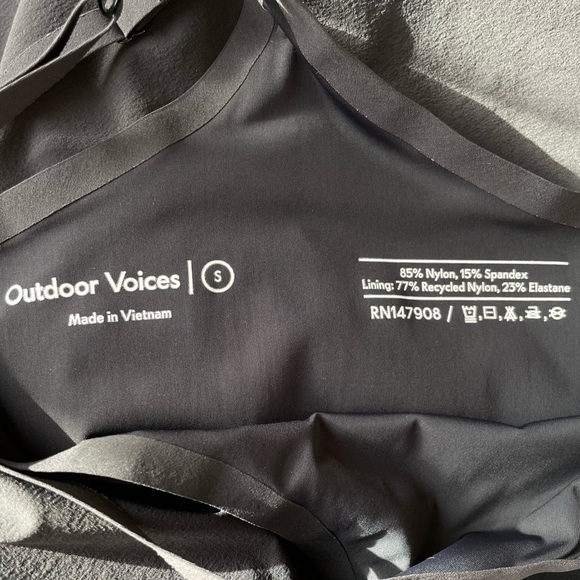 Outdoor Voices | S
Made in Vietnam
85% Nylon, 15% Spandex
Lining: 77% Recycled Nylon, 23% Elastane
RN147908 /